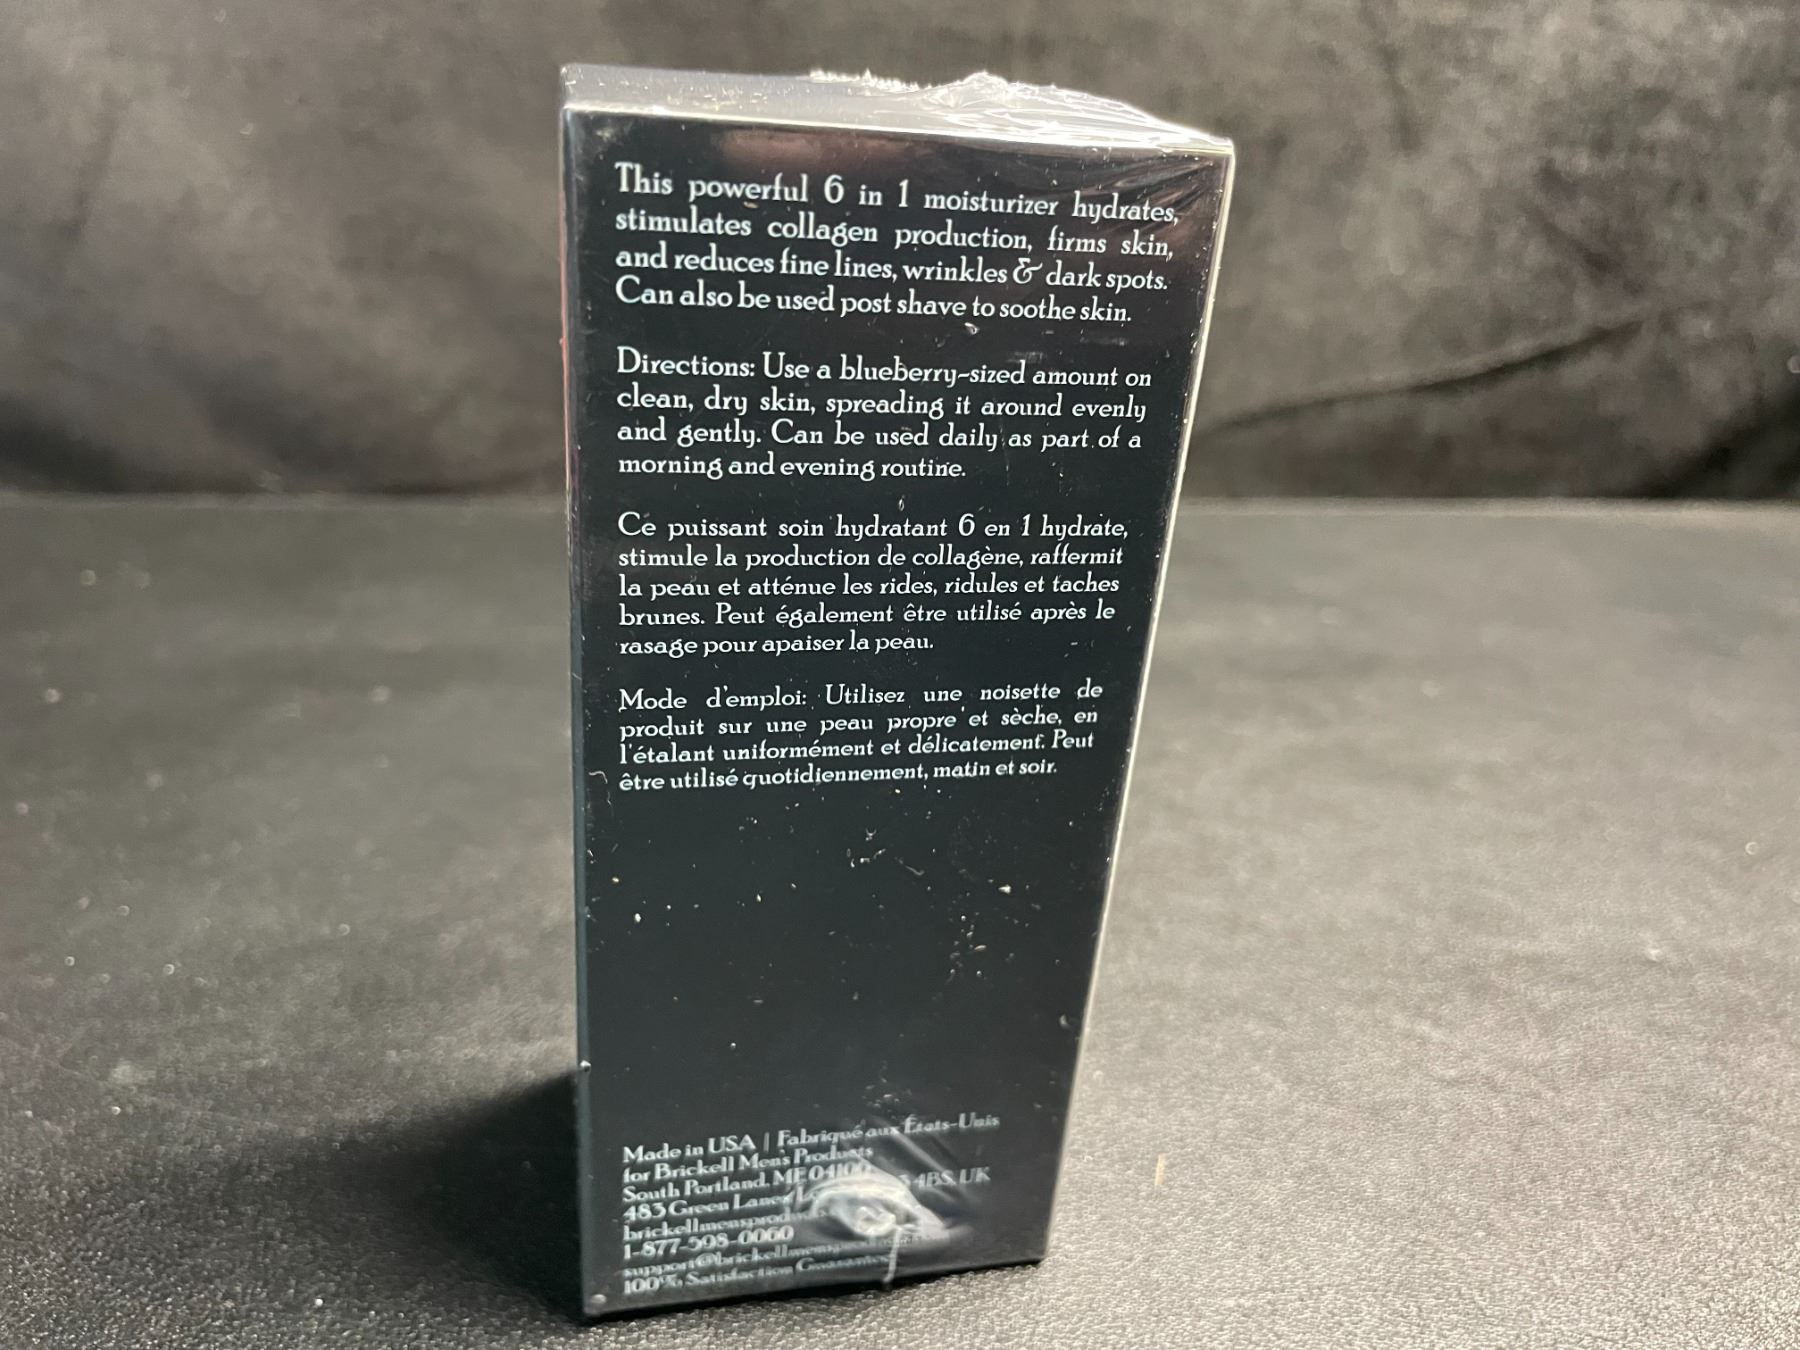 This powerful 6 in 1 moisturizer hydrates,
stimulates collagen production, firms skin,
and reduces fine lines, wrinkles & dark spots.
Can also be used post shave to soothe skin.
Directions: Use a blueberry-sized amount on
clean, dry skin, spreading it around evenly
and gently. Can be used daily as part of a
morning and evening routine.
Ce puissant soin hydratant 6 en 1 hydrate,
stimule la production de collagène, raffermit
la peau et atténue les rides, ridules et taches
brunes. Peut également être utilisé après le
rasage pour apaiser la peau.
Mode d'emploi: Utilisez une noisette de
produit sur une peau propre et sèche, en
l'étalant uniformément et délicatement. Peut
être utilisé quotidiennement, matin et soir.
Made in USA | Fabriqué aux États-Unis
for Brickell Men's Products
South Portland, ME
483 Green Lanes 4BS, UK
1-877-598-0060
100% Satisfaction